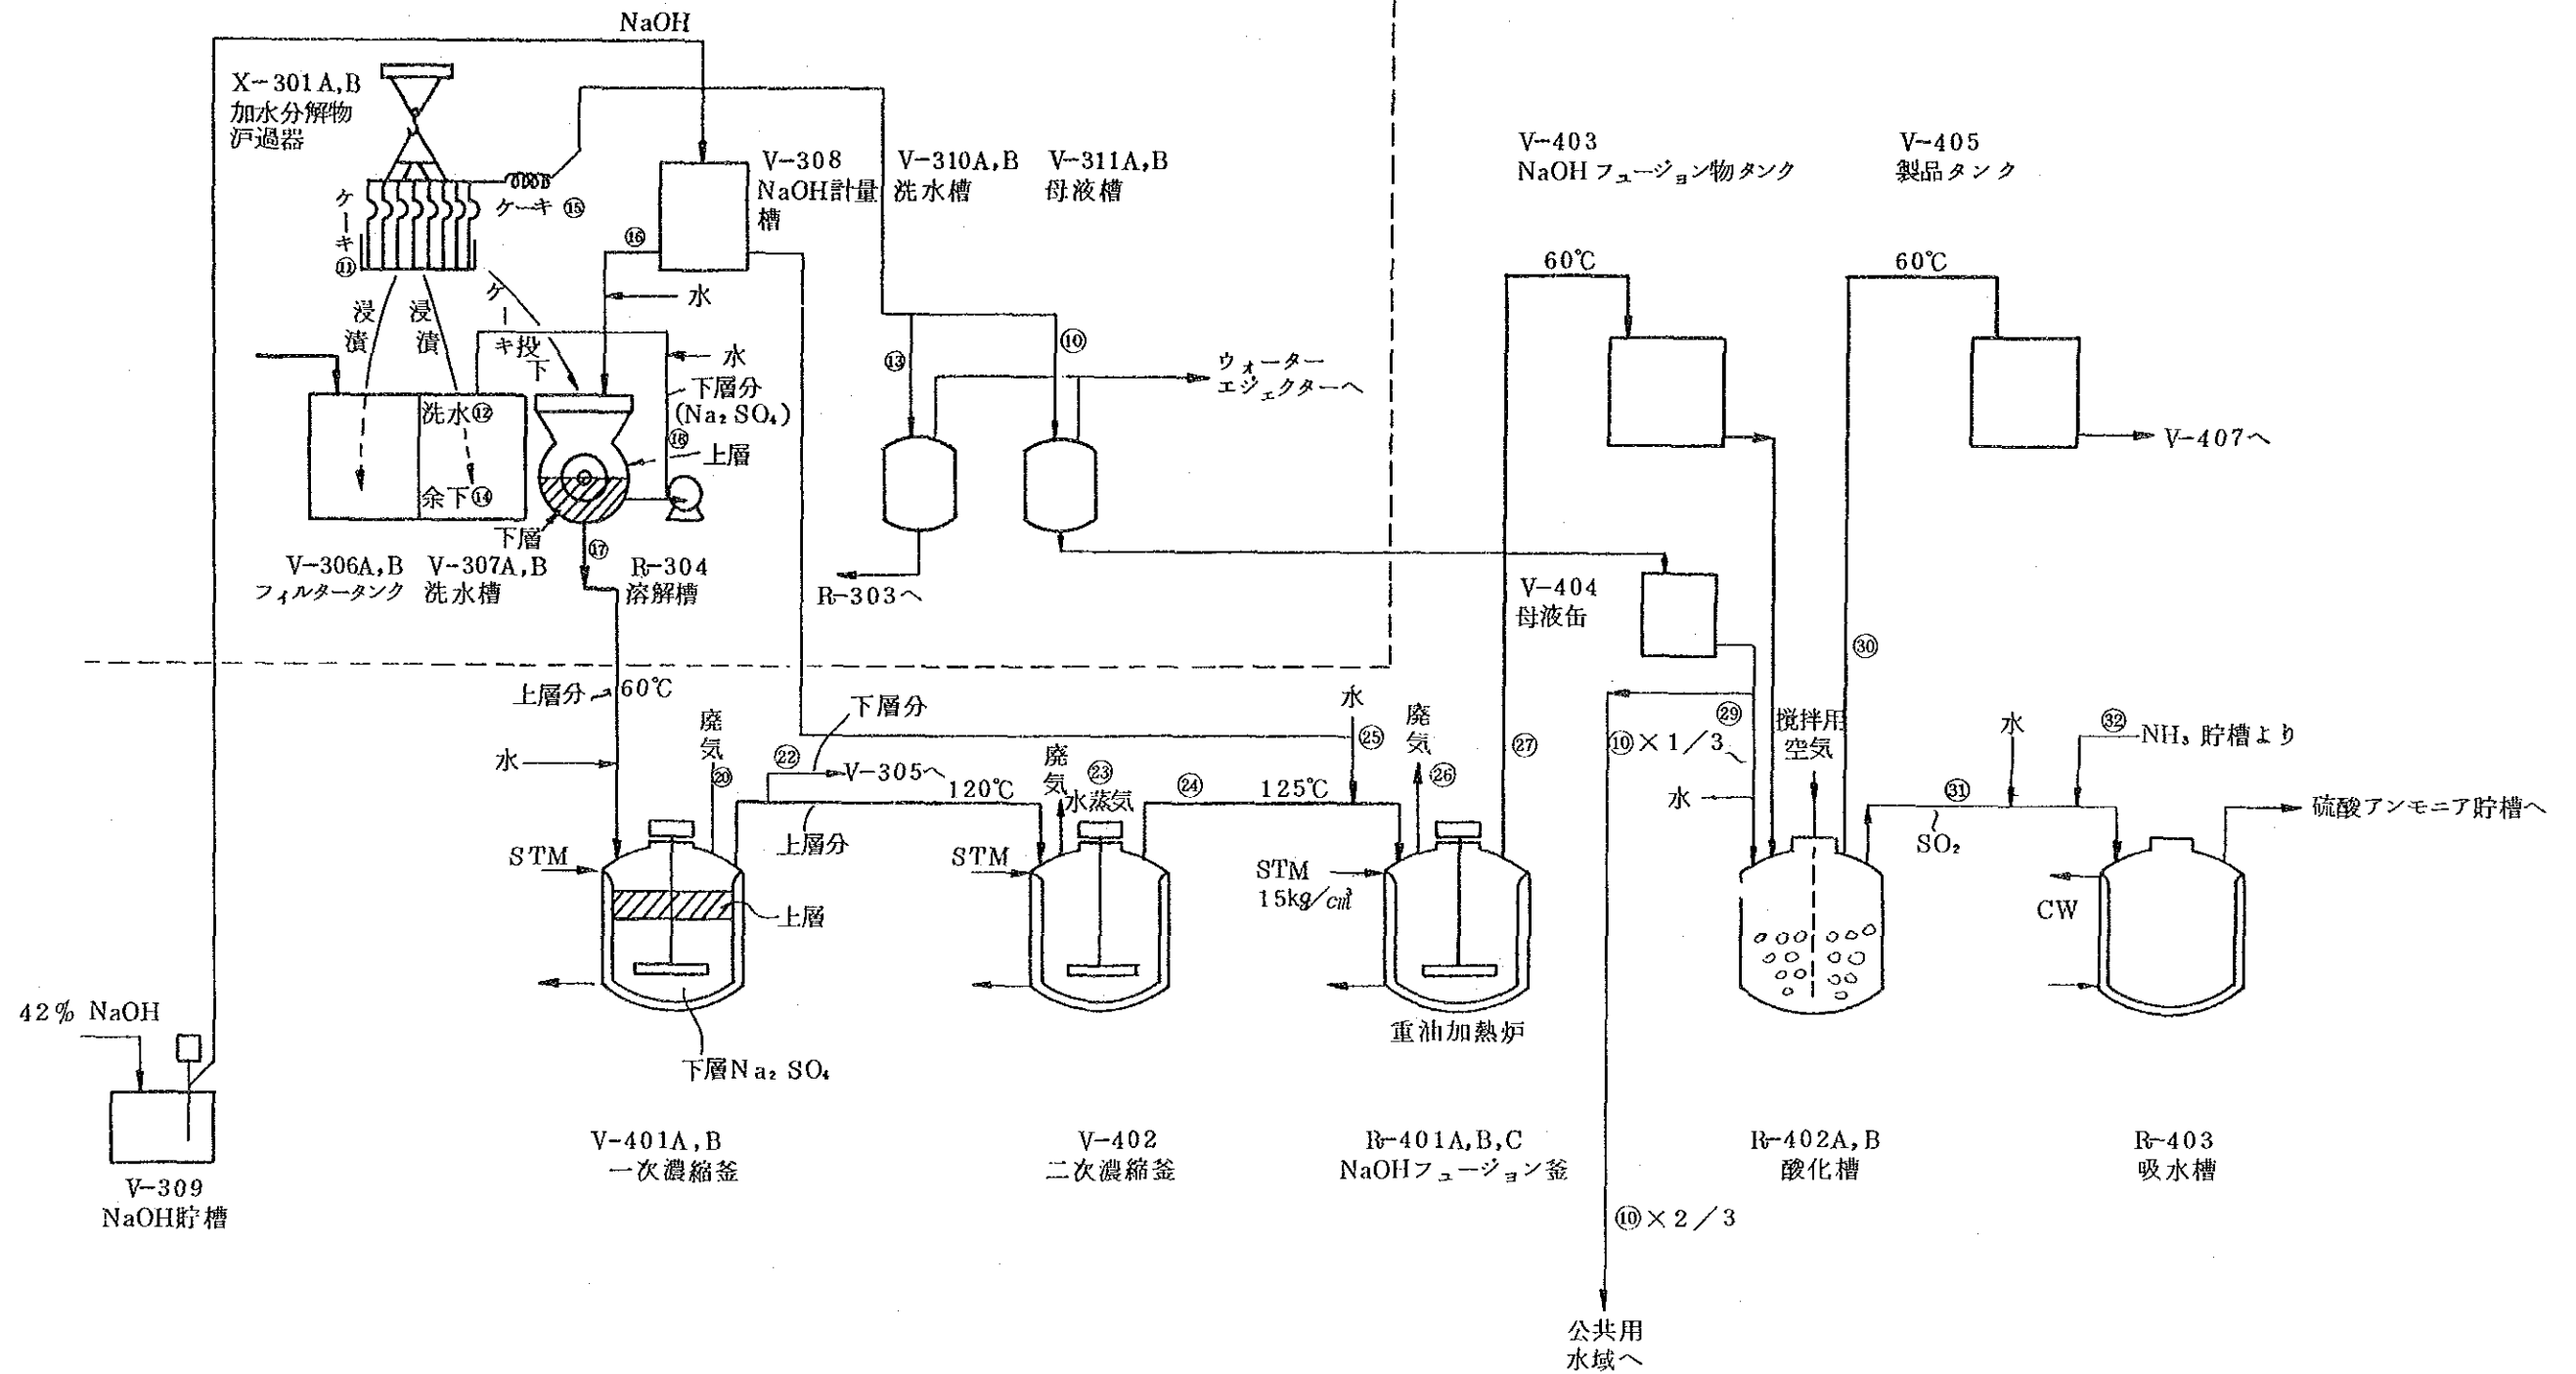 NaOH
X-301A,B
加水分解物
沪過器
ケーキ
⑪
ケーキ ⑮
V-308
NaOH計量
槽
V-310A,B
洗水槽
V-311A,B
母液槽
⑯
水
浸漬
浸漬
ケーキ投下
水
下層分
(Na₂SO₄)
⑱
上層
洗水⑫
余下⑭
下層
⑰
V-306A,B
フィルタータンク
V-307A,B
洗水槽
R-304
溶解槽
⑬
⑩
ウォーター
エジェクターへ
R-303へ
V-403
NaOHフュージョン物タンク
V-405
製品タンク
60℃
60℃
V-407へ
V-404
母液缶
㉚
上層分
60℃
水
廃気
⑳
㉒
下層分
V-305へ
120℃
上層分
廃気
㉓
水蒸気
㉔
125℃
水
㉕
廃気
㉖
㉗
㉙
⑩×1/3
水
撹拌用
空気
㉛
SO₂
水
㉜
NH₃貯槽より
硫酸アンモニア貯槽へ
STM
上層
下層Na₂SO₄
STM
STM
15kg/c㎡
重油加熱炉
CW
42% NaOH
V-309
NaOH貯槽
V-401A,B
一次濃縮釜
V-402
二次濃縮釜
R-401A,B,C
NaOHフュージョン釜
R-402A,B
酸化槽
R-403
吸水槽
⑩×2/3
公共用
水域へ